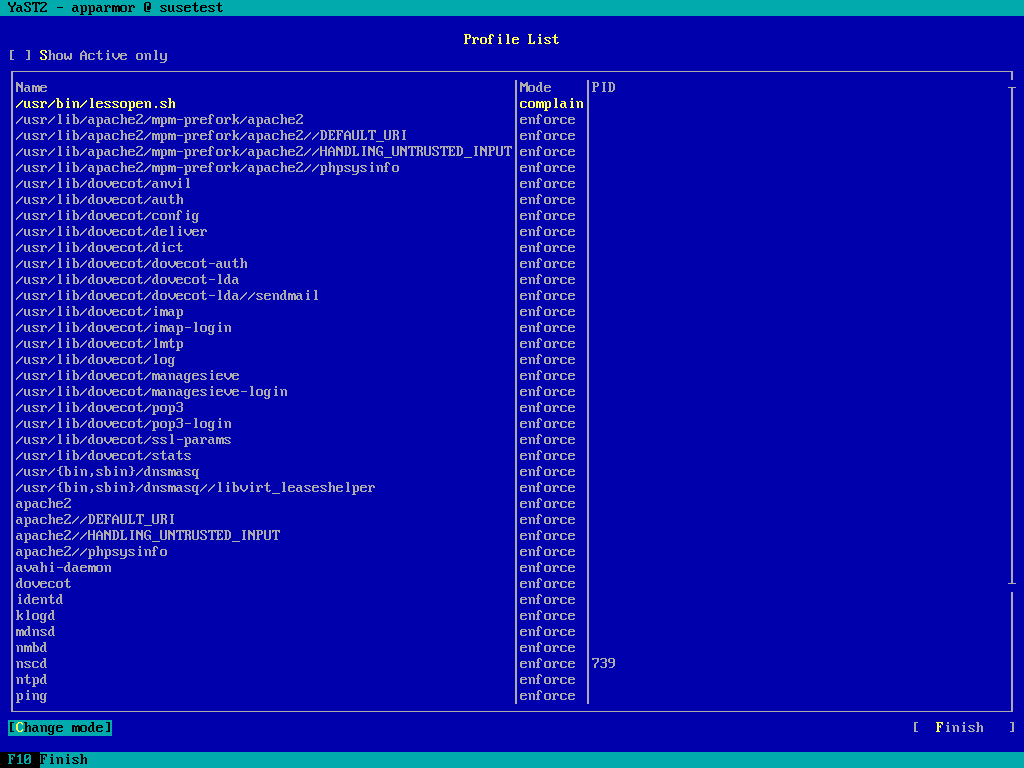 YaST2 - apparmor @ susetest
Profile List
[ ] Show Active only
Name Mode PID
/usr/bin/lessopen.sh complain
/usr/lib/apache2/mpm-prefork/apache2 enforce
/usr/lib/apache2/mpm-prefork/apache2//DEFAULT_URI enforce
/usr/lib/apache2/mpm-prefork/apache2//HANDLING_UNTRUSTED_INPUT enforce
/usr/lib/apache2/mpm-prefork/apache2//phpsysinfo enforce
/usr/lib/dovecot/anvil enforce
/usr/lib/dovecot/auth enforce
/usr/lib/dovecot/config enforce
/usr/lib/dovecot/deliver enforce
/usr/lib/dovecot/dict enforce
/usr/lib/dovecot/dovecot-auth enforce
/usr/lib/dovecot/dovecot-lda enforce
/usr/lib/dovecot/dovecot-lda//sendmail enforce
/usr/lib/dovecot/imap enforce
/usr/lib/dovecot/imap-login enforce
/usr/lib/dovecot/lmtp enforce
/usr/lib/dovecot/log enforce
/usr/lib/dovecot/managesieve enforce
/usr/lib/dovecot/managesieve-login enforce
/usr/lib/dovecot/pop3 enforce
/usr/lib/dovecot/pop3-login enforce
/usr/lib/dovecot/ssl-params enforce
/usr/lib/dovecot/stats enforce
/usr/{bin,sbin}/dnsmasq enforce
/usr/{bin,sbin}/dnsmasq//libvirt_leaseshelper enforce
apache2 enforce
apache2//DEFAULT_URI enforce
apache2//HANDLING_UNTRUSTED_INPUT enforce
apache2//phpsysinfo enforce
avahi-daemon enforce
dovecot enforce
identd enforce
klogd enforce
mdnsd enforce
nmbd enforce
nscd enforce 739
ntpd enforce
ping enforce
[Change mode] [ Finish ]
F10 Finish